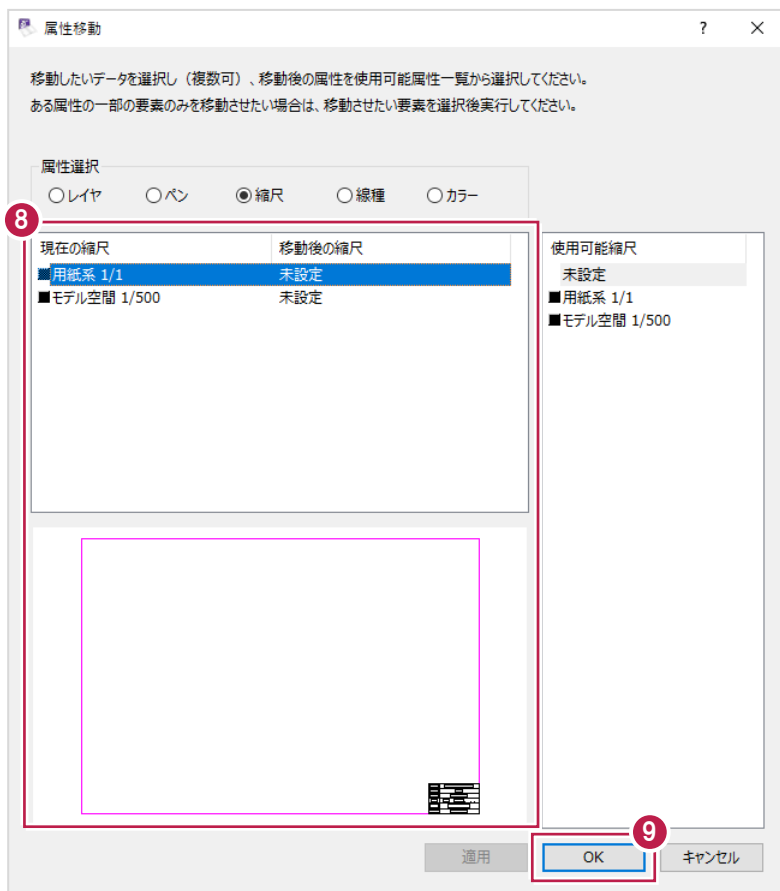 属性移動
?
×
移動したいデータを選択し（複数可）、移動後の属性を使用可能属性一覧から選択してください。
ある属性の一部の要素のみを移動させたい場合は、移動させたい要素を選択後実行してください。
属性選択
レイヤ ペン 縮尺 線種 カラー
8
現在の縮尺 移動後の縮尺 使用可能縮尺
用紙系 1/1 未設定 未設定
モデル空間 1/500 未設定 用紙系 1/1
モデル空間 1/500
9
適用 OK キャンセル